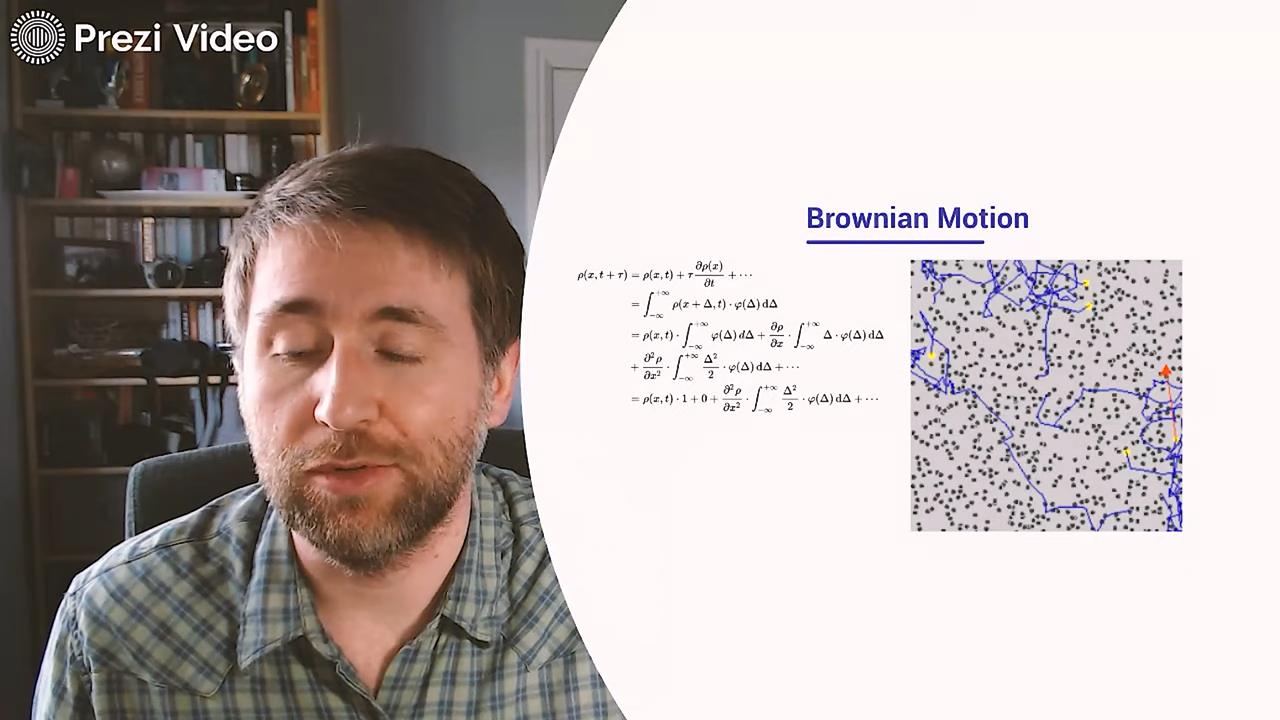 Prezi Video
Brownian Motion
ρ(x, t + τ) = ρ(x, t) + τ ∂ρ(x)/∂t + ⋯
= ∫_{−∞}^{+∞} ρ(x + Δ, t) · φ(Δ) dΔ
= ρ(x, t) · ∫_{−∞}^{+∞} φ(Δ) dΔ + ∂ρ/∂x · ∫_{−∞}^{+∞} Δ · φ(Δ) dΔ
+ ∂²ρ/∂x² · ∫_{−∞}^{+∞} Δ²/2 · φ(Δ) dΔ + ⋯
= ρ(x, t) · 1 + 0 + ∂²ρ/∂x² · ∫_{−∞}^{+∞} Δ²/2 · φ(Δ) dΔ + ⋯